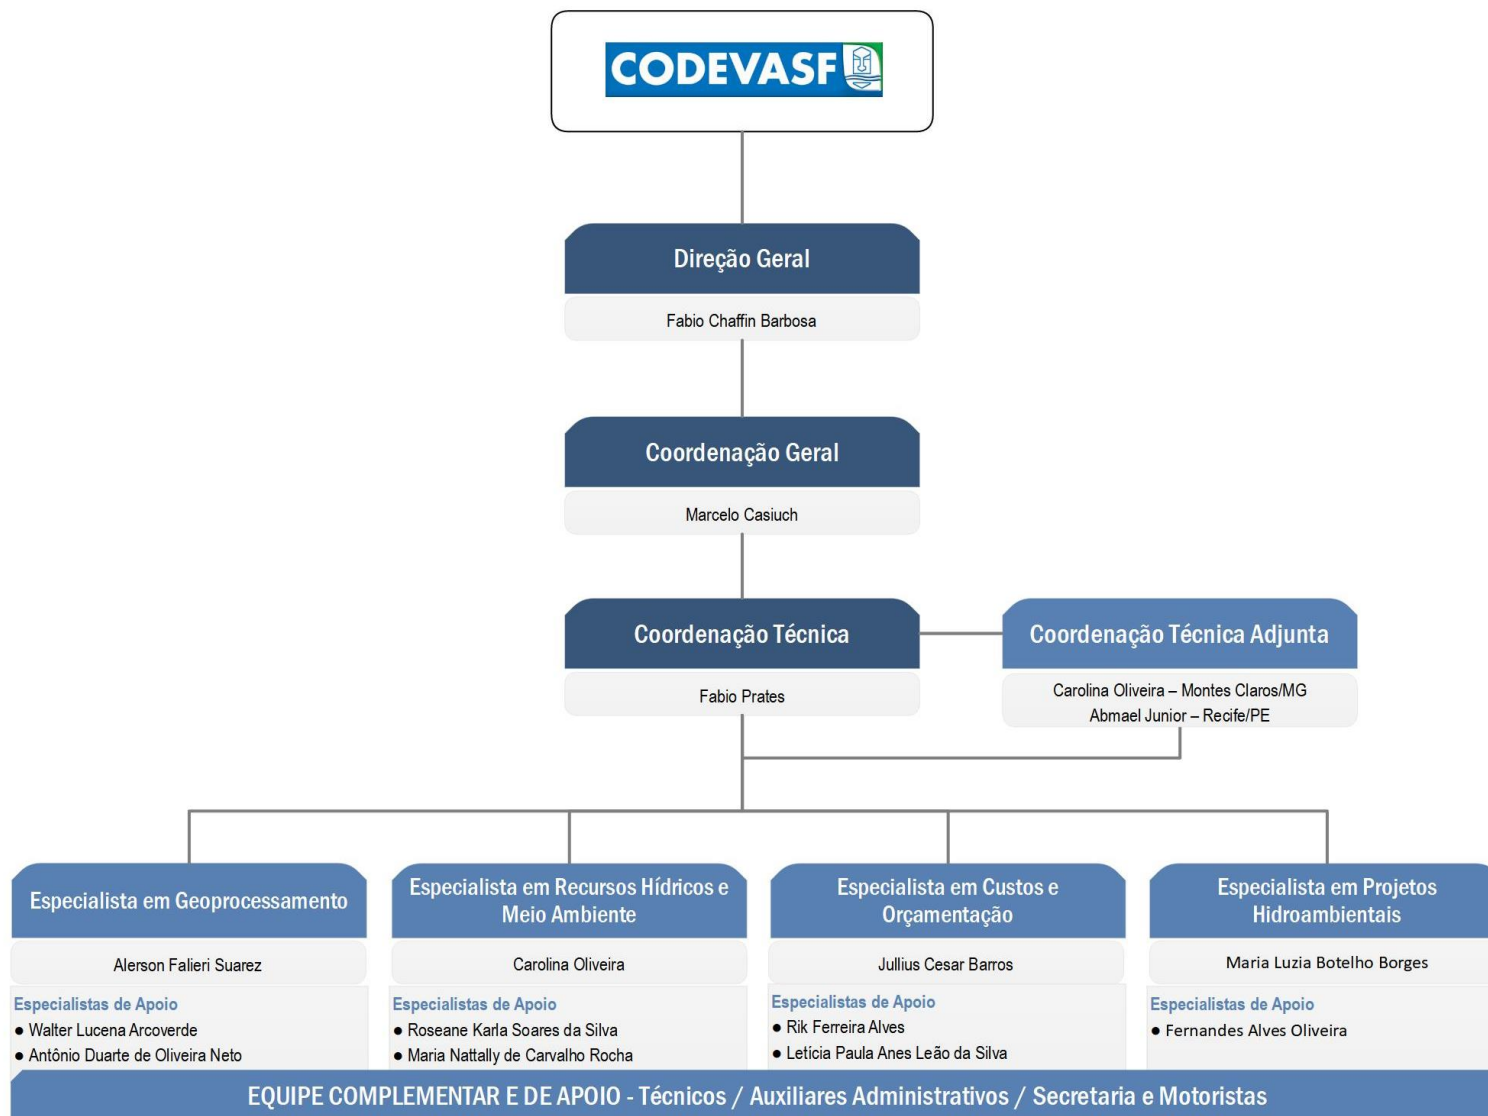 CODEVASF
Direção Geral
Fabio Chaffin Barbosa
Coordenação Geral
Marcelo Casiuch
Coordenação Técnica
Fabio Prates
Coordenação Técnica Adjunta
Carolina Oliveira – Montes Claros/MG
Abmael Junior – Recife/PE
Especialista em Geoprocessamento
Alerson Falieri Suarez
Especialistas de Apoio
● Walter Lucena Arcoverde
● Antônio Duarte de Oliveira Neto
Especialista em Recursos Hídricos e
Meio Ambiente
Carolina Oliveira
Especialistas de Apoio
● Roseane Karla Soares da Silva
● Maria Nattally de Carvalho Rocha
Especialista em Custos e
Orçamentação
Jullius Cesar Barros
Especialistas de Apoio
● Rik Ferreira Alves
● Letícia Paula Anes Leão da Silva
Especialista em Projetos
Hidroambientais
Maria Luzia Botelho Borges
Especialistas de Apoio
● Fernandes Alves Oliveira
EQUIPE COMPLEMENTAR E DE APOIO - Técnicos / Auxiliares Administrativos / Secretaria e Motoristas